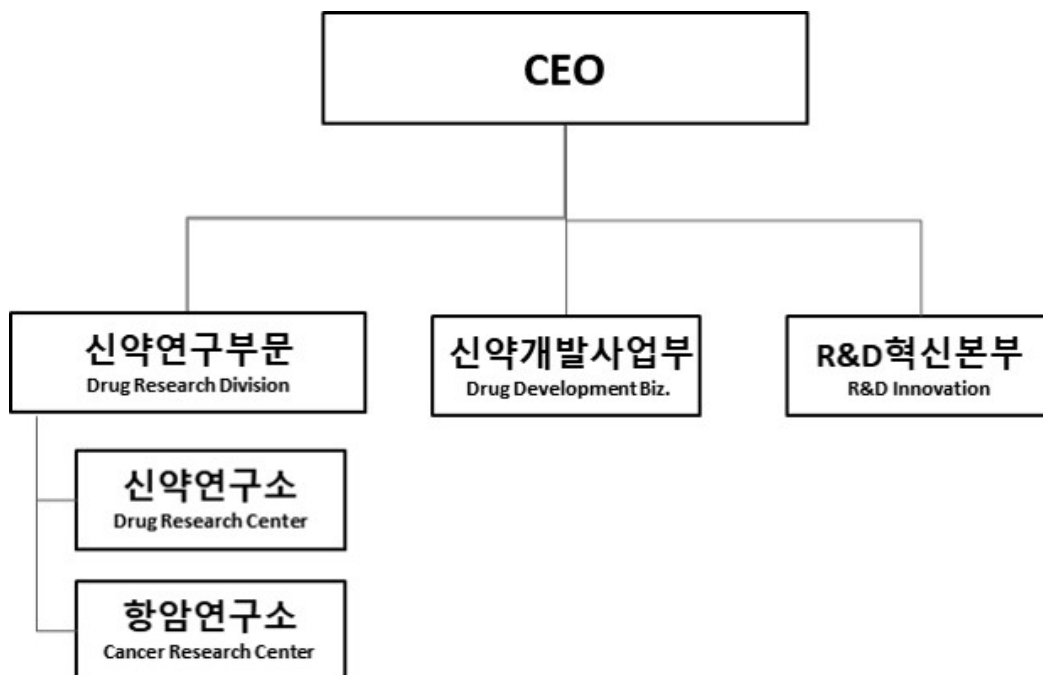 CEO
신약연구부문
Drug Research Division
신약개발사업부
Drug Development Biz.
R&D혁신본부
R&D Innovation
신약연구소
Drug Research Center
항암연구소
Cancer Research Center